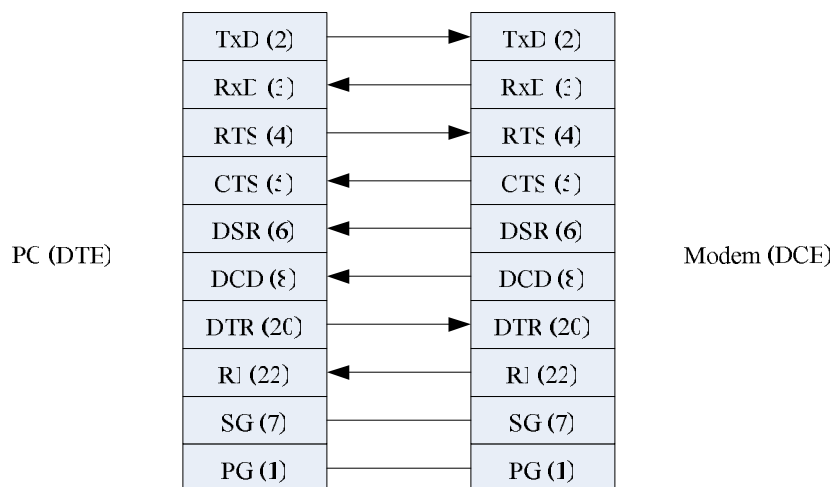 TxD (2) TxD (2)
RxD (3) RxD (3)
RTS (4) RTS (4)
CTS (5) CTS (5)
DSR (6) DSR (6)
PC (DTE) Modem (DCE)
DCD (8) DCD (8)
DTR (20) DTR (20)
RI (22) RI (22)
SG (7) SG (7)
PG (1) PG (1)